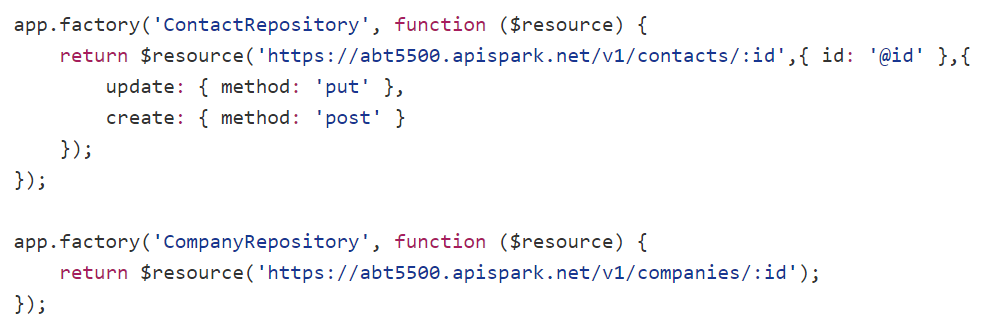 app.factory('ContactRepository', function ($resource) {
    return $resource('https://abt5500.apispark.net/v1/contacts/:id',{ id: '@id' },{
        update: { method: 'put' },
        create: { method: 'post' }
    });
});

app.factory('CompanyRepository', function ($resource) {
    return $resource('https://abt5500.apispark.net/v1/companies/:id');
});